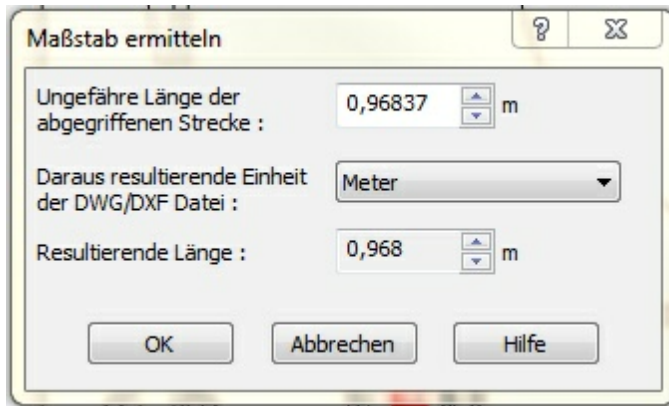 Maßstab ermitteln
Ungefähre Länge der
abgegriffenen Strecke :
0,96837 m
Daraus resultierende Einheit
der DWG/DXF Datei :
Meter
Resultierende Länge :
0,968 m
OK Abbrechen Hilfe